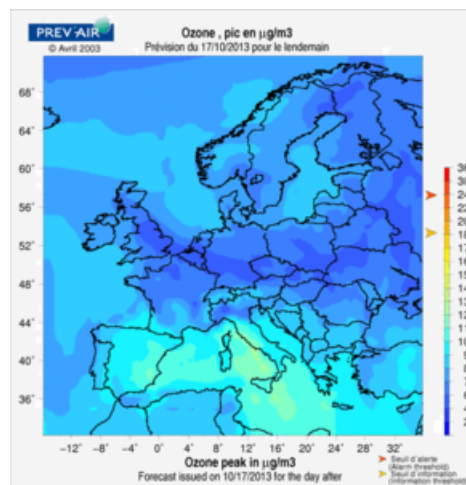 PREV'AIR
© Avril 2003
Ozone , pic en µg/m3
Prévision du 17/10/2013 pour le lendemain
68°
64°
60°
56°
52°
48°
44°
40°
36°
−12° −8° −4° 0° 4° 8° 12° 16° 20° 24° 28° 32°
Ozone peak in µg/m3
Forecast issued on 10/17/2013 for the day after
Seuil d'alerte
(Alarm threshold)
Seuil d'information
(Information threshold)